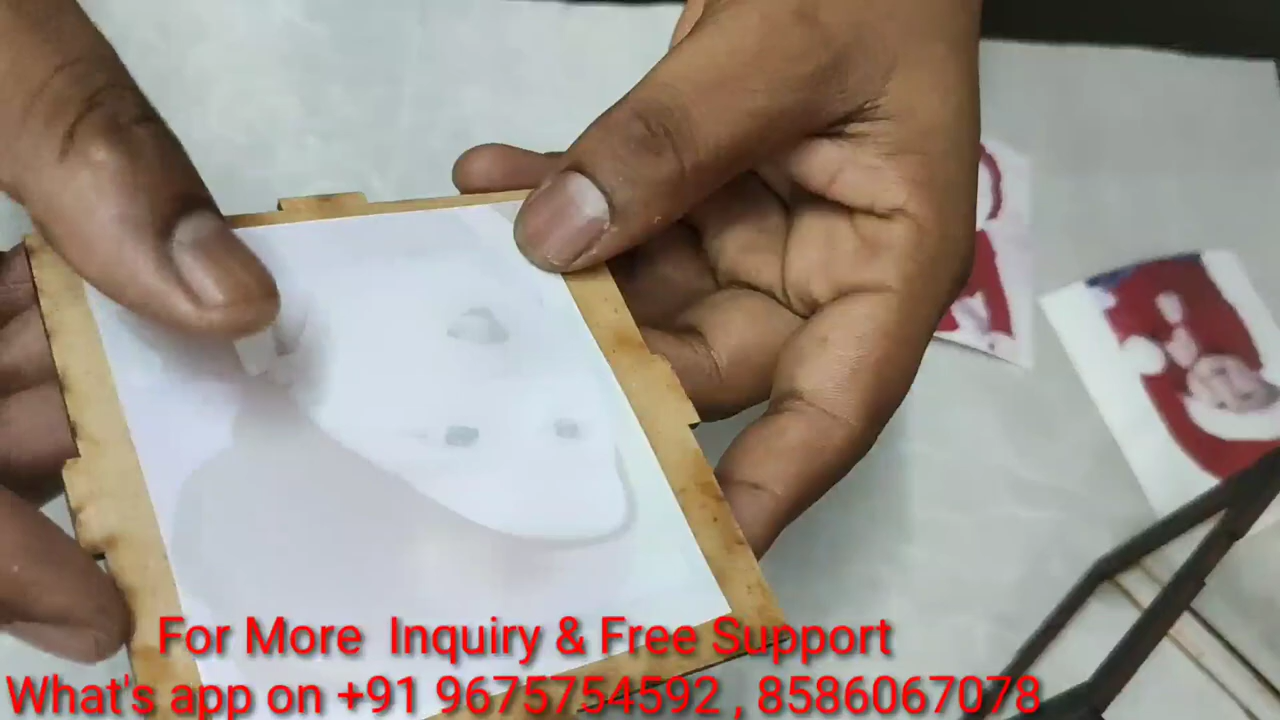 For More Inquiry & Free Support
What's app on +91 9675754592 , 8586067078